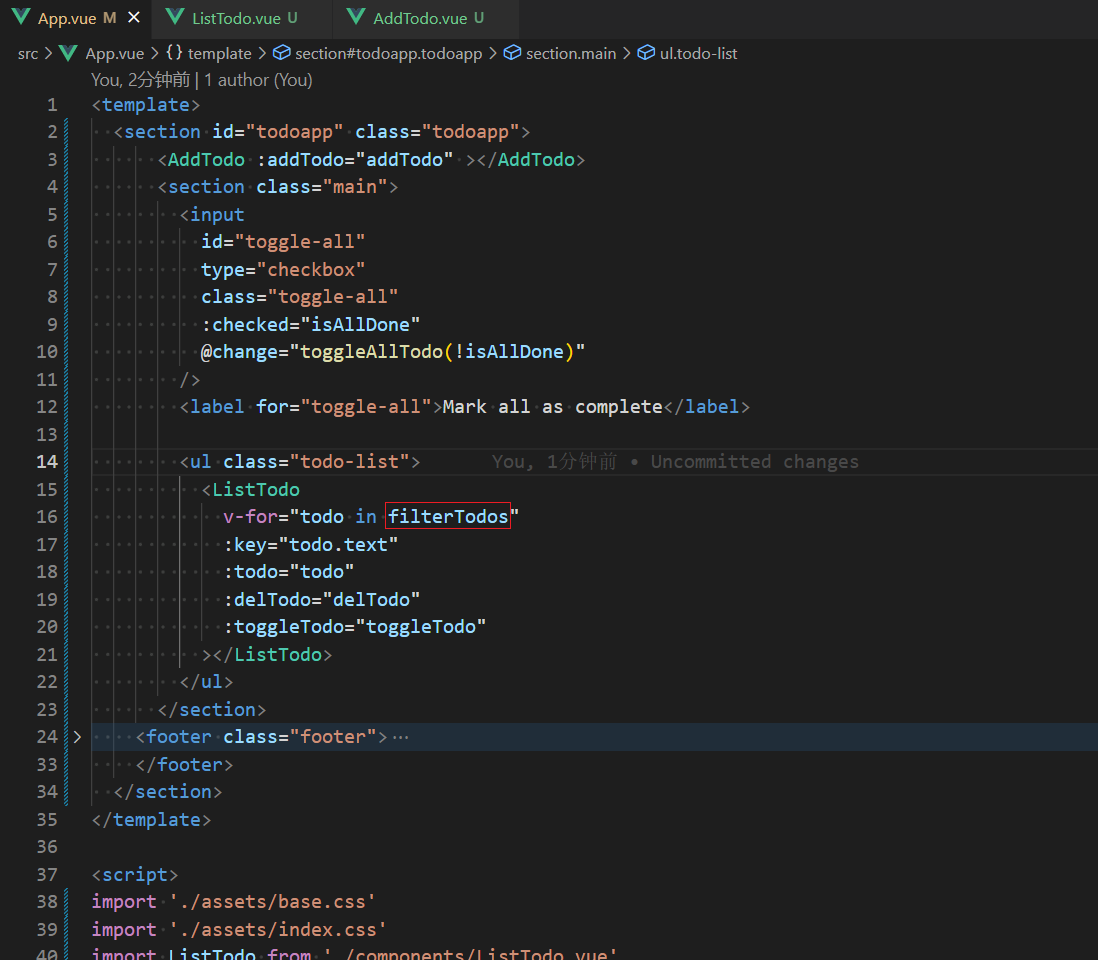 App.vue M ×
ListTodo.vue U
AddTodo.vue U
src > App.vue > {} template > section#todoapp.todoapp > section.main > ul.todo-list
You, 2分钟前 | 1 author (You)
1 <template>
2 <section id="todoapp" class="todoapp">
3 <AddTodo :addTodo="addTodo" ></AddTodo>
4 <section class="main">
5 <input
6 id="toggle-all"
7 type="checkbox"
8 class="toggle-all"
9 :checked="isAllDone"
10 @change="toggleAllTodo(!isAllDone)"
11 />
12 <label for="toggle-all">Mark all as complete</label>
13
14 <ul class="todo-list"> You, 1分钟前 • Uncommitted changes
15 <ListTodo
16 v-for="todo in filterTodos"
17 :key="todo.text"
18 :todo="todo"
19 :delTodo="delTodo"
20 :toggleTodo="toggleTodo"
21 ></ListTodo>
22 </ul>
23 </section>
24 > <footer class="footer"> ⋯
33 </footer>
34 </section>
35 </template>
36
37 <script>
38 import './assets/base.css'
39 import './assets/index.css'
40 import ListTodo from './components/ListTodo.vue'